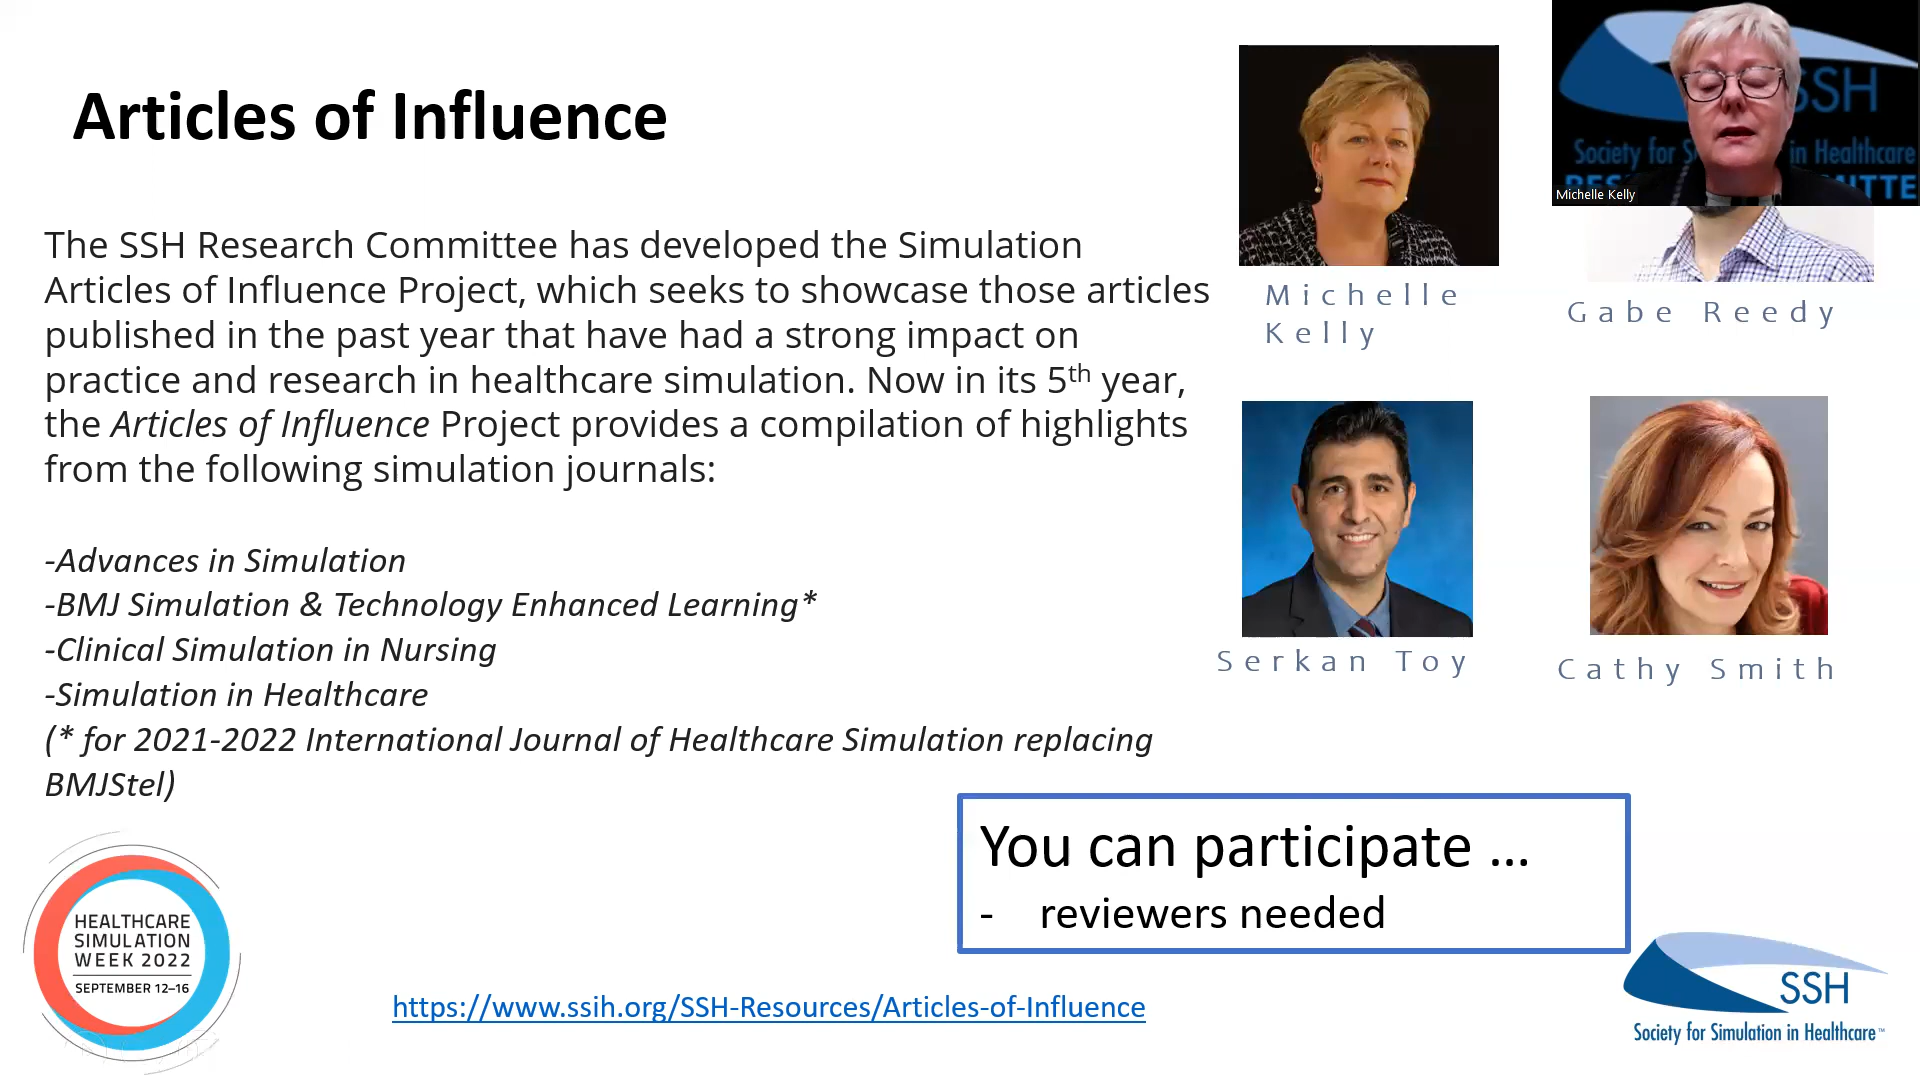 Articles of Influence
The SSH Research Committee has developed the Simulation
Articles of Influence Project, which seeks to showcase those articles
published in the past year that have had a strong impact on
practice and research in healthcare simulation. Now in its 5th year,
the Articles of Influence Project provides a compilation of highlights
from the following simulation journals:
-Advances in Simulation
-BMJ Simulation & Technology Enhanced Learning*
-Clinical Simulation in Nursing
-Simulation in Healthcare
(* for 2021-2022 International Journal of Healthcare Simulation replacing
BMJStel)
Michelle
Kelly
Gabe Reedy
Serkan Toy
Cathy Smith
SSH
Society for in Healthcare
Michelle Kelly
You can participate ...
- reviewers needed
HEALTHCARE
SIMULATION
WEEK 2022
SEPTEMBER 12–16
https://www.ssih.org/SSH-Resources/Articles-of-Influence
SSH
Society for Simulation in Healthcare™